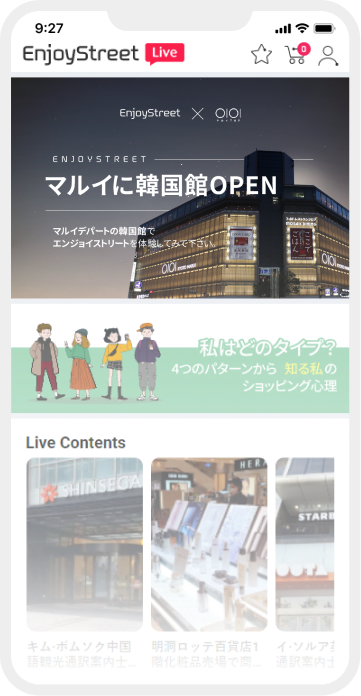 9:27
EnjoyStreet Live
0
EnjoyStreet × OIOI
ENJOYSTREET
マルイに韓国館OPEN
マルイデパートの韓国館で
エンジョイストリートを体験してみて下さい。
OIOI
OIOI
私はどのタイプ?
4つのパターンから 知る私の
ショッピング心理
Live Contents
SHINSEGA
HERA
STARB
キム·ボムソク中国
語観光通訳案内士...
明洞ロッテ百貨店1
階化粧品売場で開...
イ·ソルア
通訳案内士